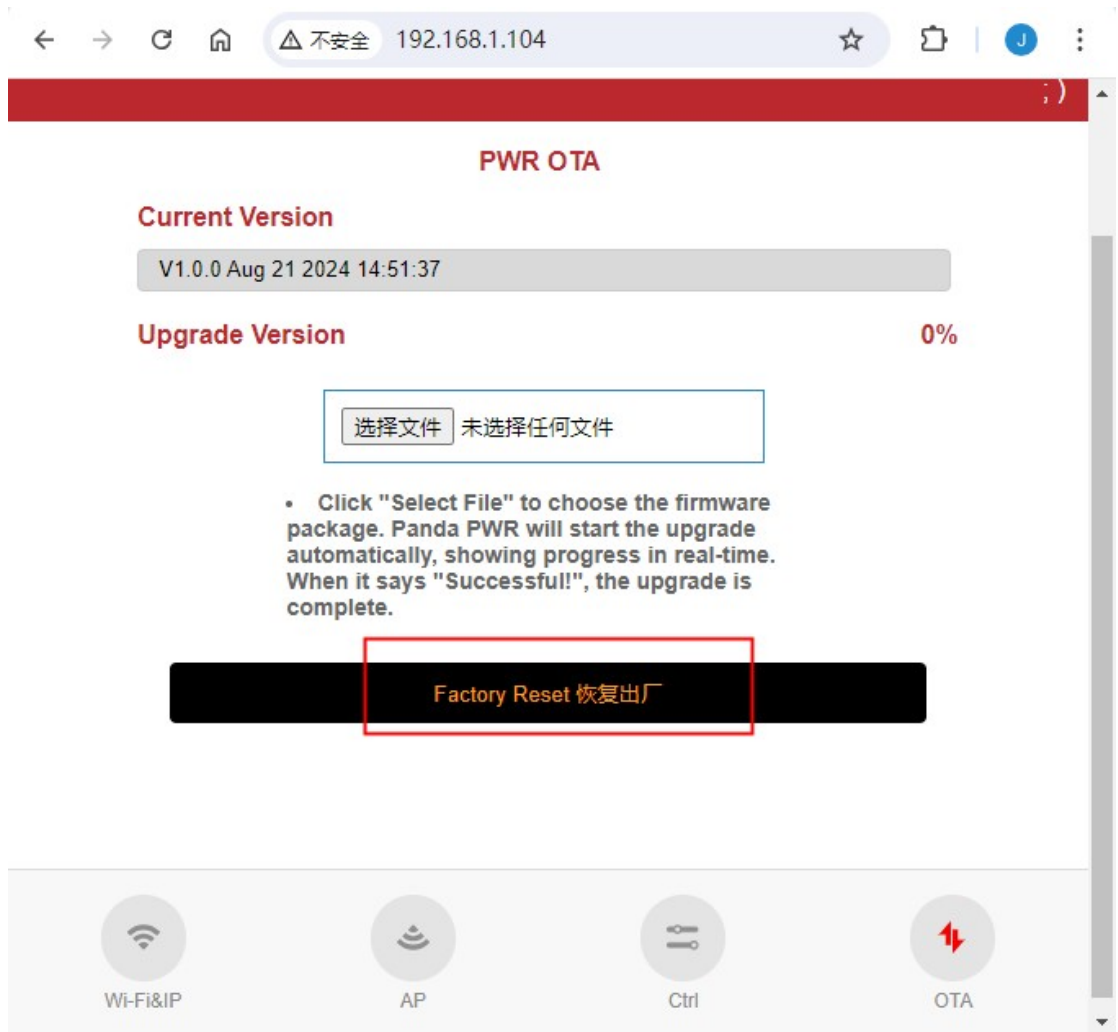 不安全 192.168.1.104
J
; )
PWR OTA
Current Version
V1.0.0 Aug 21 2024 14:51:37
Upgrade Version 0%
选择文件 未选择任何文件
• Click "Select File" to choose the firmware
package. Panda PWR will start the upgrade
automatically, showing progress in real-time.
When it says "Successful!", the upgrade is
complete.
Factory Reset 恢复出厂
Wi-Fi&IP AP Ctrl OTA